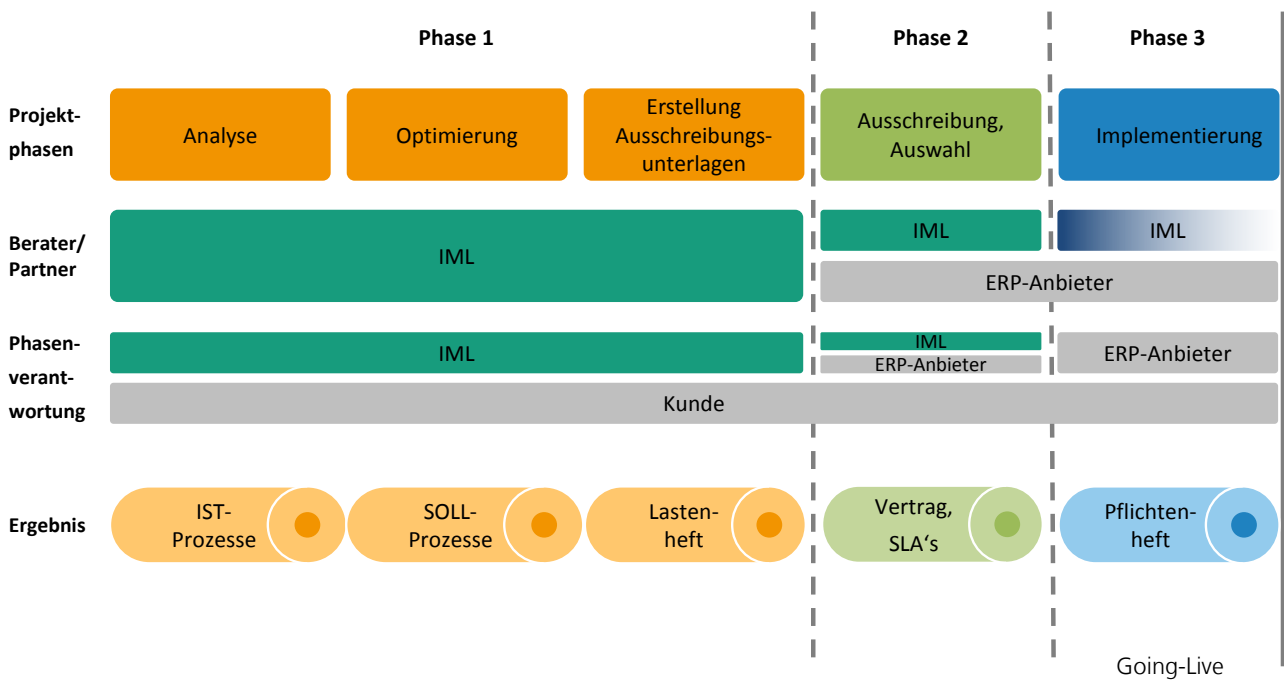 Phase 1
Phase 2
Phase 3
Projekt-
phasen
Analyse
Optimierung
Erstellung
Ausschreibungs-
unterlagen
Ausschreibung,
Auswahl
Implementierung
Berater/
Partner
IML
IML
IML
ERP-Anbieter
Phasen-
verant-
wortung
IML
IML
ERP-Anbieter
ERP-Anbieter
Kunde
Ergebnis
IST-
Prozesse
SOLL-
Prozesse
Lasten-
heft
Vertrag,
SLA‘s
Pflichten-
heft
Going-Live